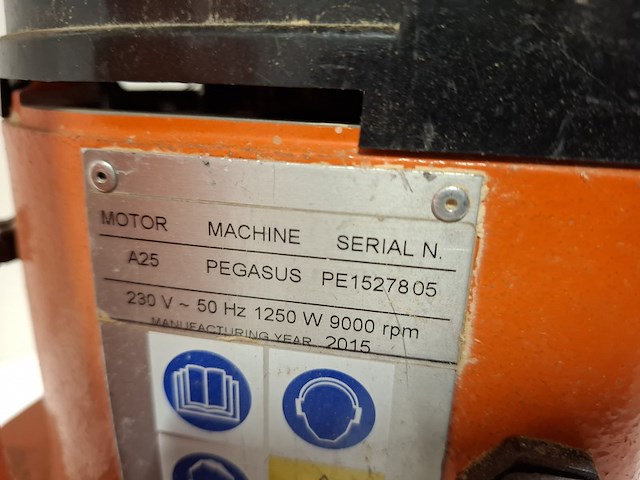 MOTOR MACHINE SERIAL N.
A25 PEGASUS PE1527805
230 V ~ 50 Hz 1250 W 9000 rpm
MANUFACTURING YEAR 2015